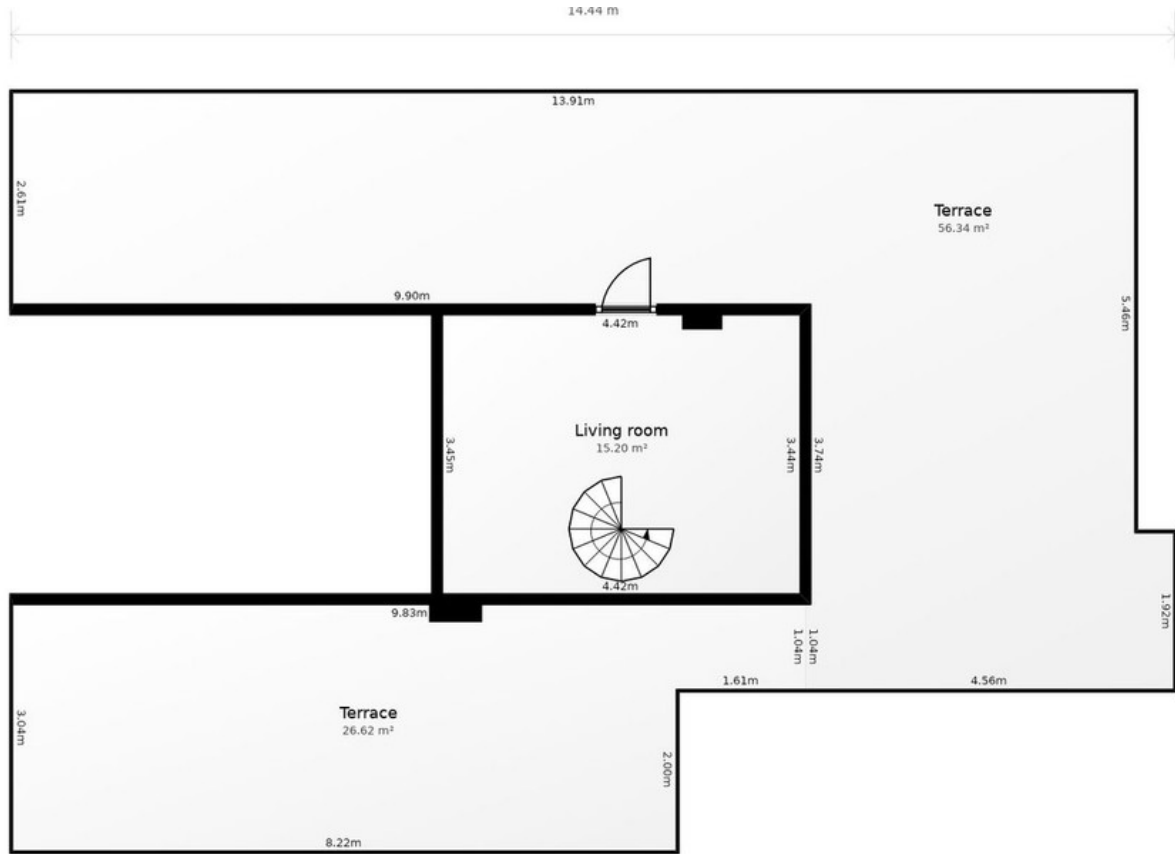 14.44 m
13.91m
2.61m
Terrace
56.34 m²
9.90m
4.42m
5.46m
Living room
15.20 m²
3.45m
3.44m
3.74m
4.42m
9.83m
1.92m
1.04m
1.04m
1.61m
4.56m
Terrace
26.62 m²
3.04m
2.00m
8.22m